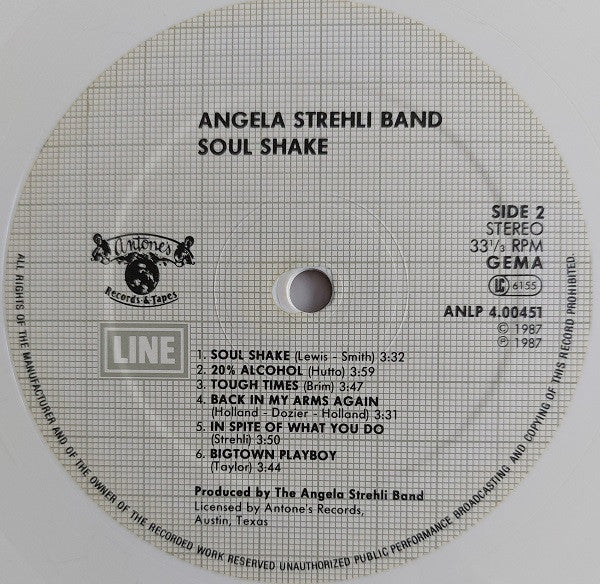 ANGELA STREHLI BAND
SOUL SHAKE
SIDE 2
STEREO
33⅓ RPM
GEMA
LC 6155
ANLP 4.00451
© 1987
℗ 1987
Antone's
Records & Tapes
LINE
1. SOUL SHAKE (Lewis - Smith) 3:32
2. 20% ALCOHOL (Hutto) 3:59
3. TOUGH TIMES (Brim) 3:47
4. BACK IN MY ARMS AGAIN
(Holland - Dozier - Holland) 3:31
5. IN SPITE OF WHAT YOU DO
(Strehli) 3:50
6. BIGTOWN PLAYBOY
(Taylor) 3:44
Produced by The Angela Strehli Band
Licensed by Antone's Records,
Austin, Texas
ALL RIGHTS OF THE MANUFACTURER AND OF THE OWNER OF THE RECORDED WORK RESERVED UNAUTHORIZED PUBLIC PERFORMANCE BROADCASTING AND COPYING OF THIS RECORD PROHIBITED